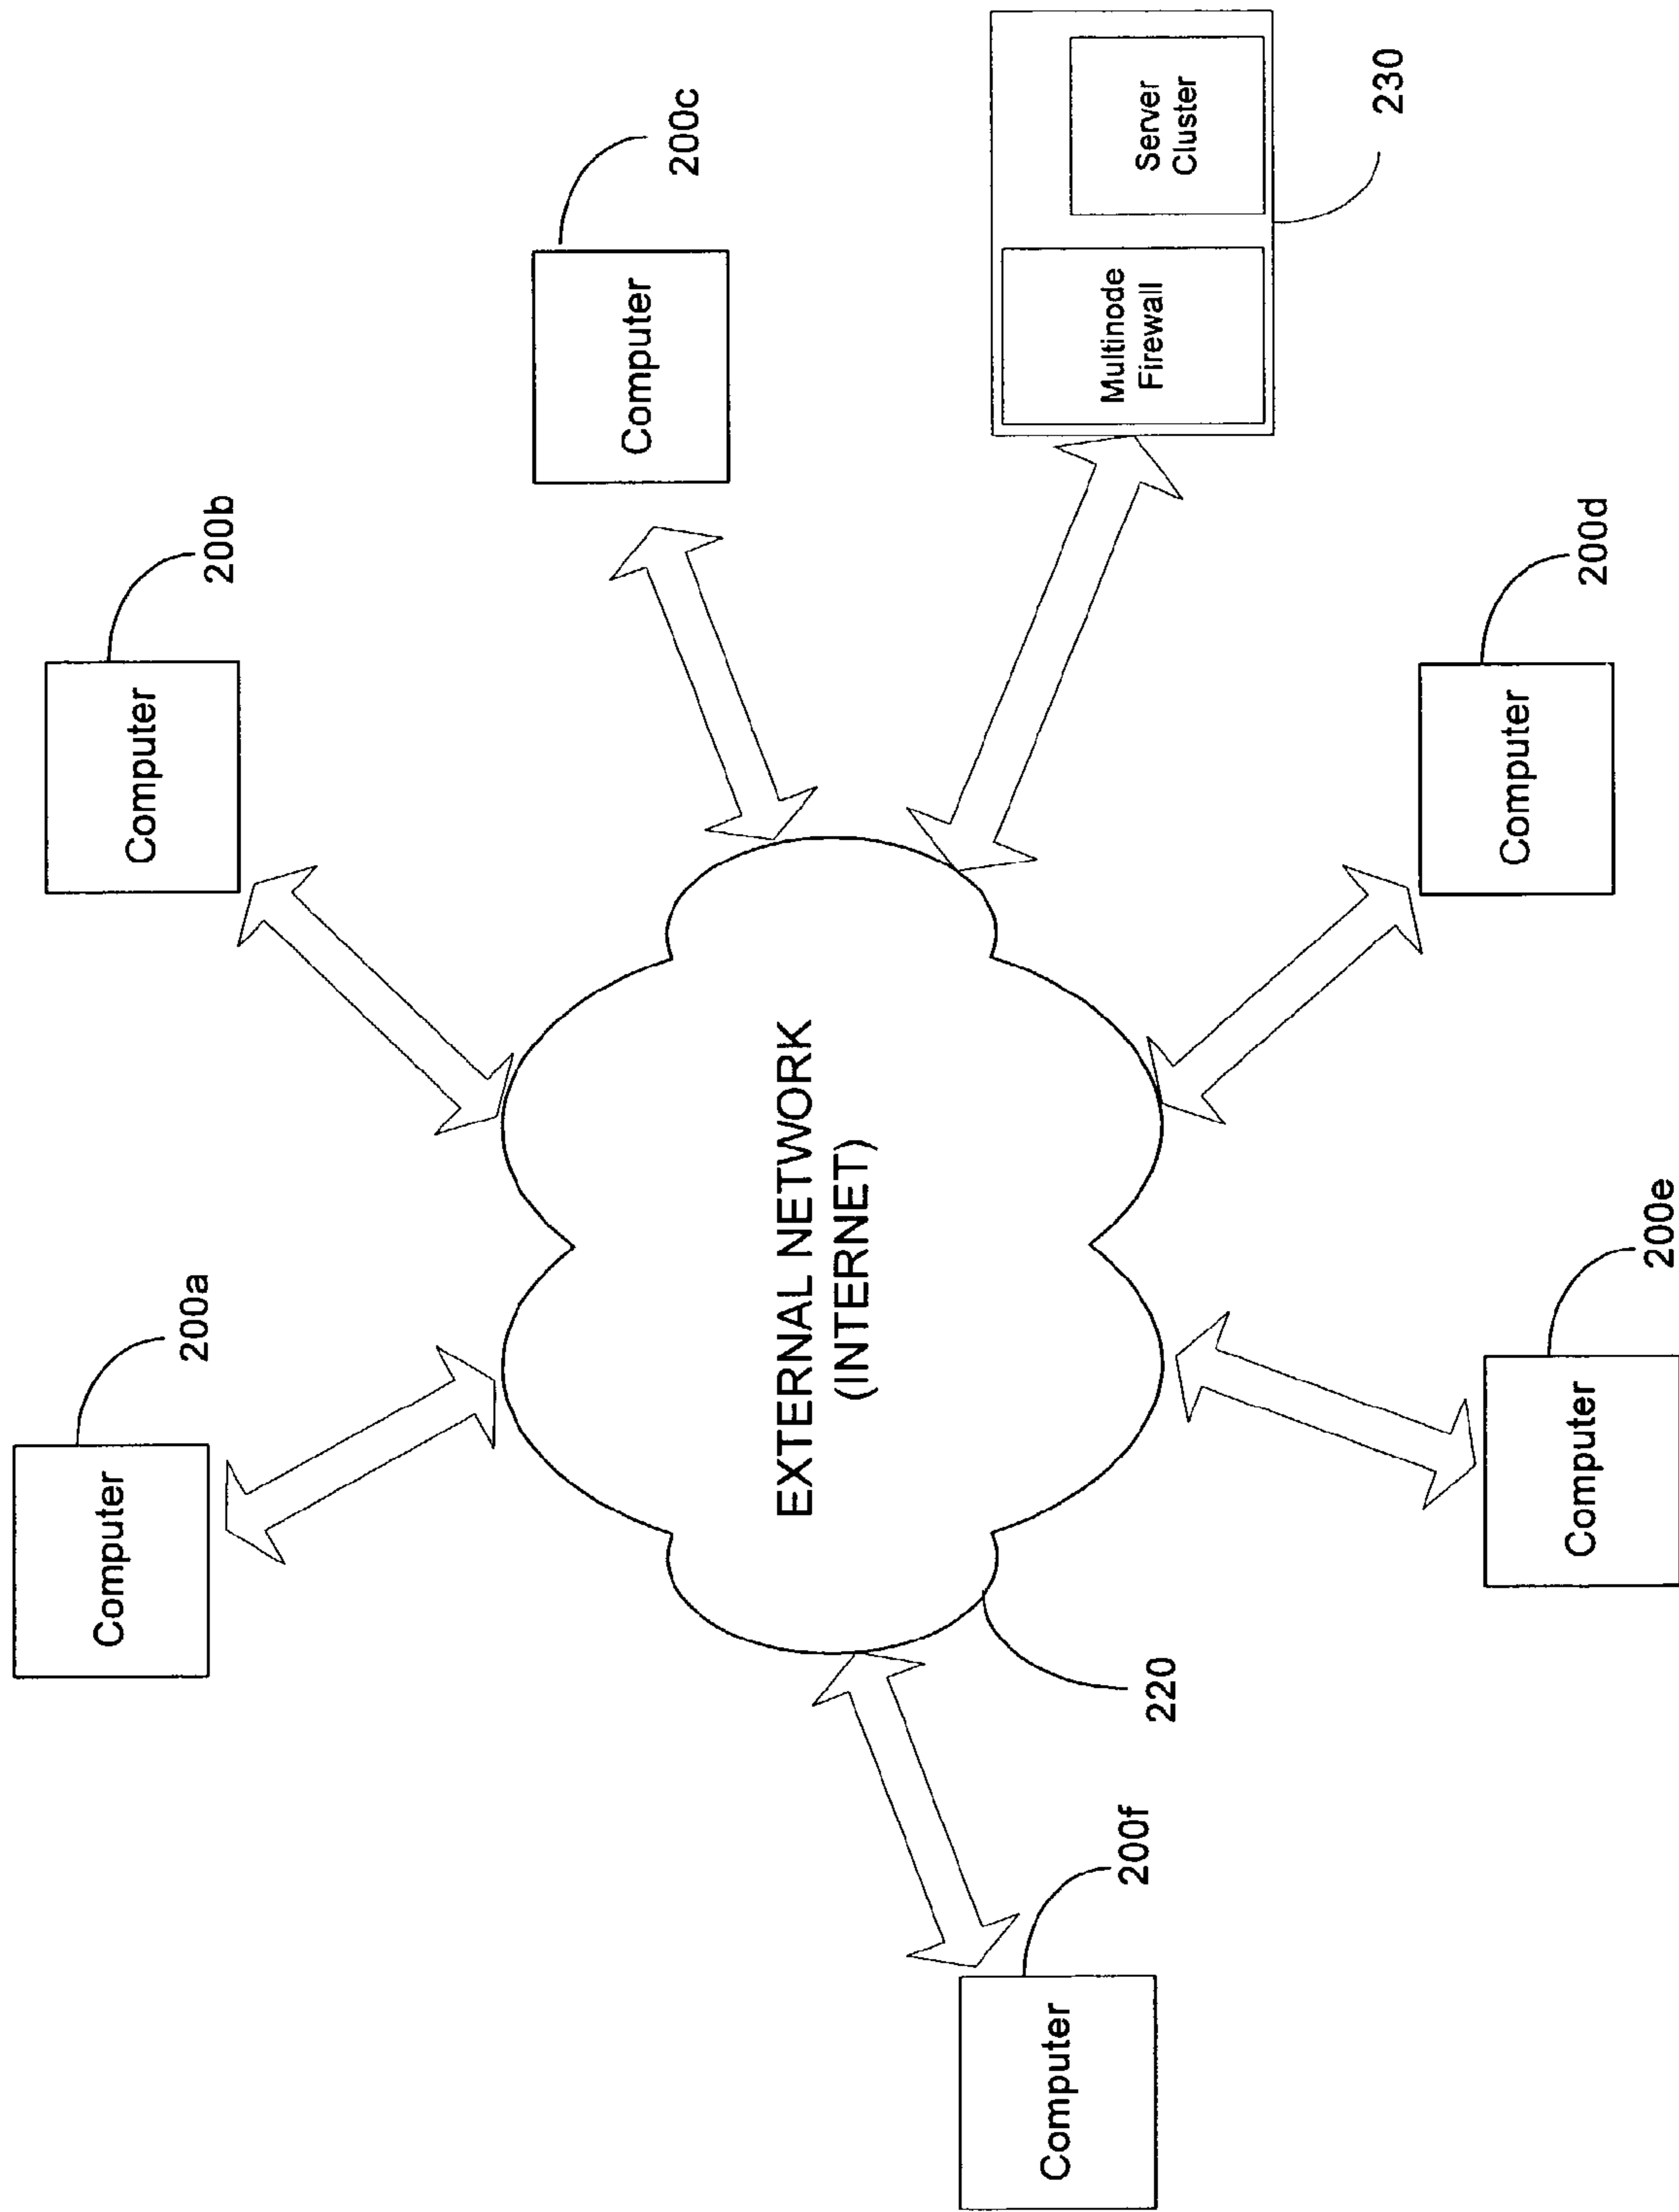 Computer
200a
Computer
200b
Computer
200c
EXTERNAL NETWORK
(INTERNET)
220
Computer
200f
Multinode
Firewall
Server
Cluster
230
Computer
200e
Computer
200d